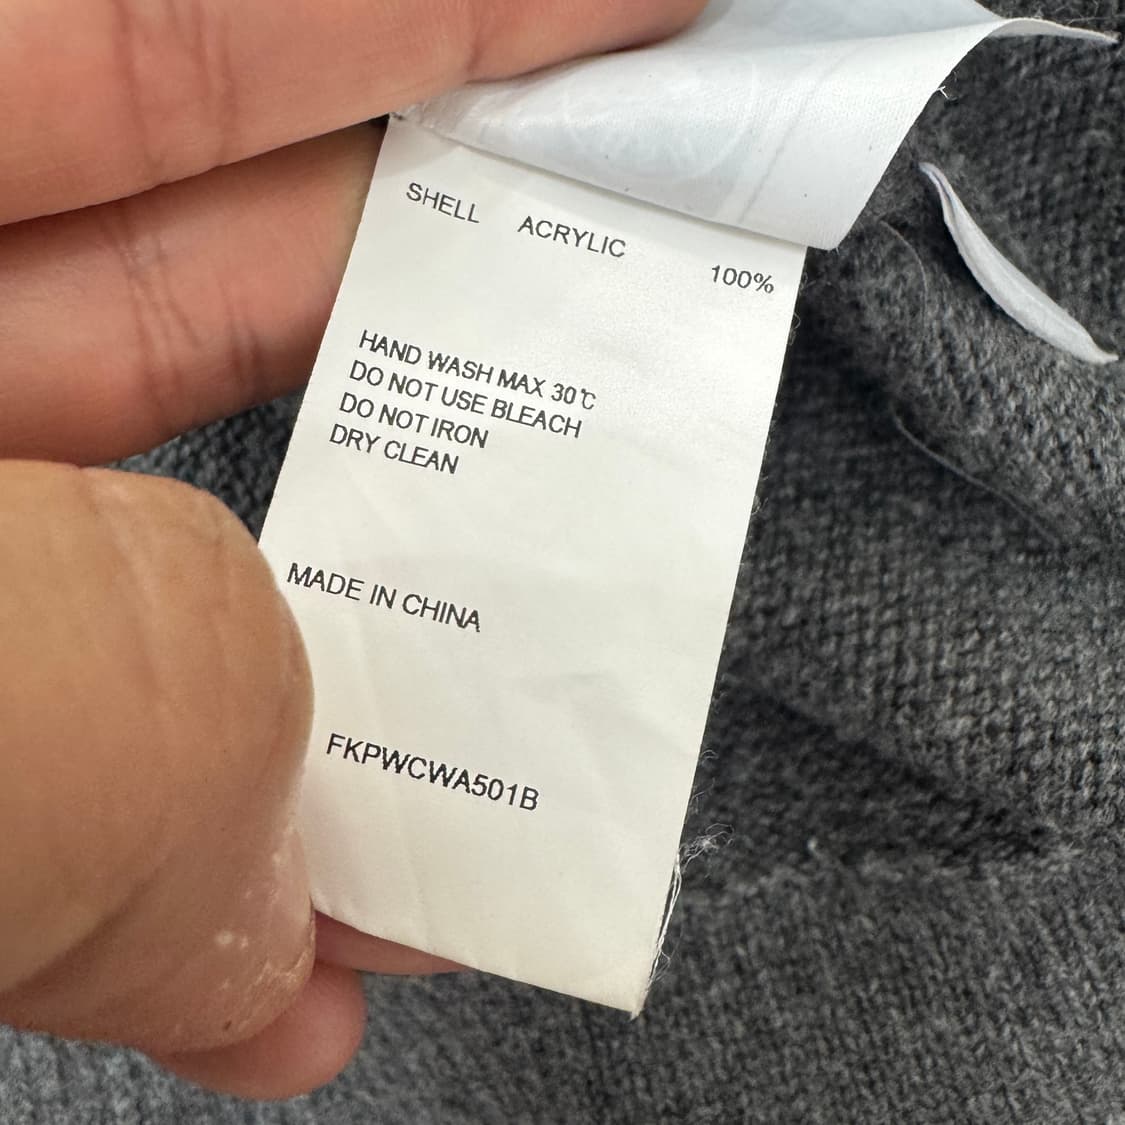 SHELL ACRYLIC 100%
HAND WASH MAX 30℃
DO NOT USE BLEACH
DO NOT IRON
DRY CLEAN
MADE IN CHINA
FKPWCWA501B